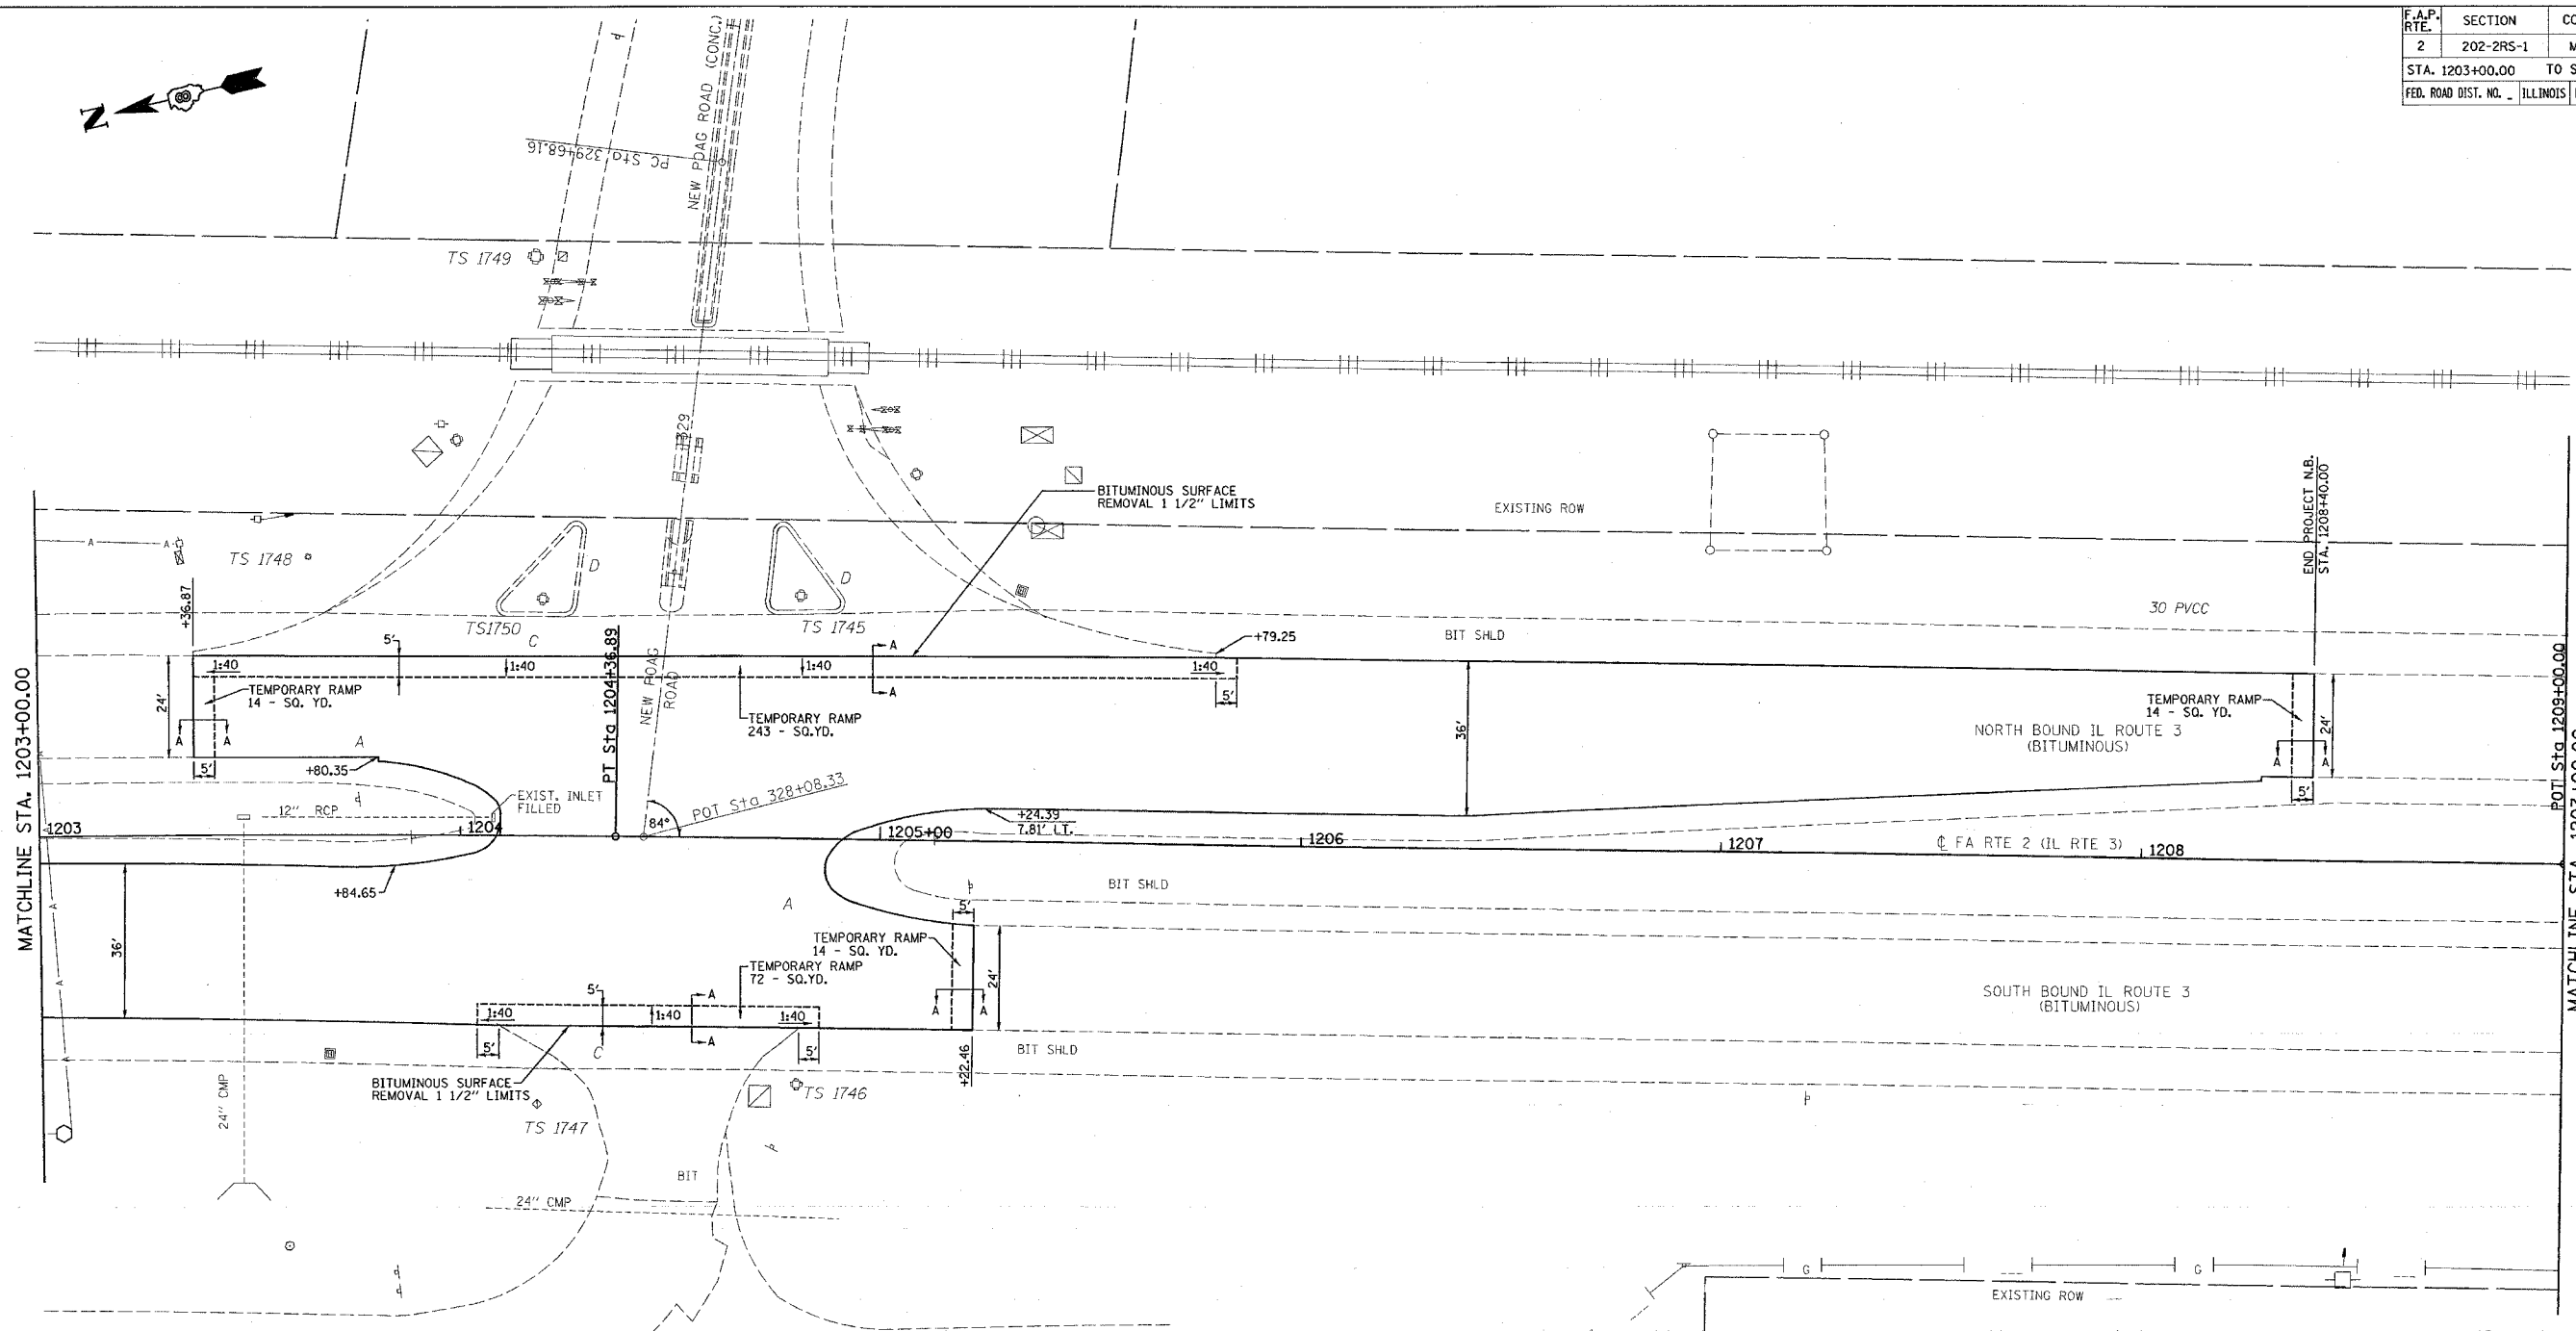 F.A.P. RTE. SECTION
2 202-2RS-1
STA. 1203+00.00 TO
FED. ROAD DIST. NO. _ ILLINOIS
N
NEW POAG ROAD (CONC.)
PC Sta 329+68.16
TS 1749
329
BITUMINOUS SURFACE
REMOVAL 1 1/2" LIMITS
EXISTING ROW
END PROJECT N.B.
STA. 1208+40.00
A
A
TS 1748
+36.87
D
D
TS1750
C
TS 1745
30 PVCC
BIT SHLD
+79.25
5'
A
1:40
1:40
1:40
1:40
A
5'
TEMPORARY RAMP
14 - SQ. YD.
24'
TEMPORARY RAMP
243 - SQ.YD.
PT Sta 1204+36.89
NEW POAG
ROAD
36'
TEMPORARY RAMP
14 - SQ. YD.
24'
NORTH BOUND IL ROUTE 3
(BITUMINOUS)
A
A
A
A
A
5'
+80.35
5'
MATCHLINE STA. 1203+00.00
POT Sta 1209+00.00
EXIST. INLET
FILLED
12" RCP
POT Sta 328+08.33
84°
+24.39
7.81' LT.
1203
1204
1205+00
1206
1207
℄ FA RTE 2 (IL RTE 3)
1208
+84.65
BIT SHLD
A
5'
36'
TEMPORARY RAMP
14 - SQ. YD.
TEMPORARY RAMP
72 - SQ.YD.
24'
A
A
SOUTH BOUND IL ROUTE 3
(BITUMINOUS)
5'
A
1:40
1:40
1:40
A
5'
C
5'
+22.46
BIT SHLD
24" CMP
BITUMINOUS SURFACE
REMOVAL 1 1/2" LIMITS
TS 1746
TS 1747
BIT
24" CMP
G
G
EXISTING ROW